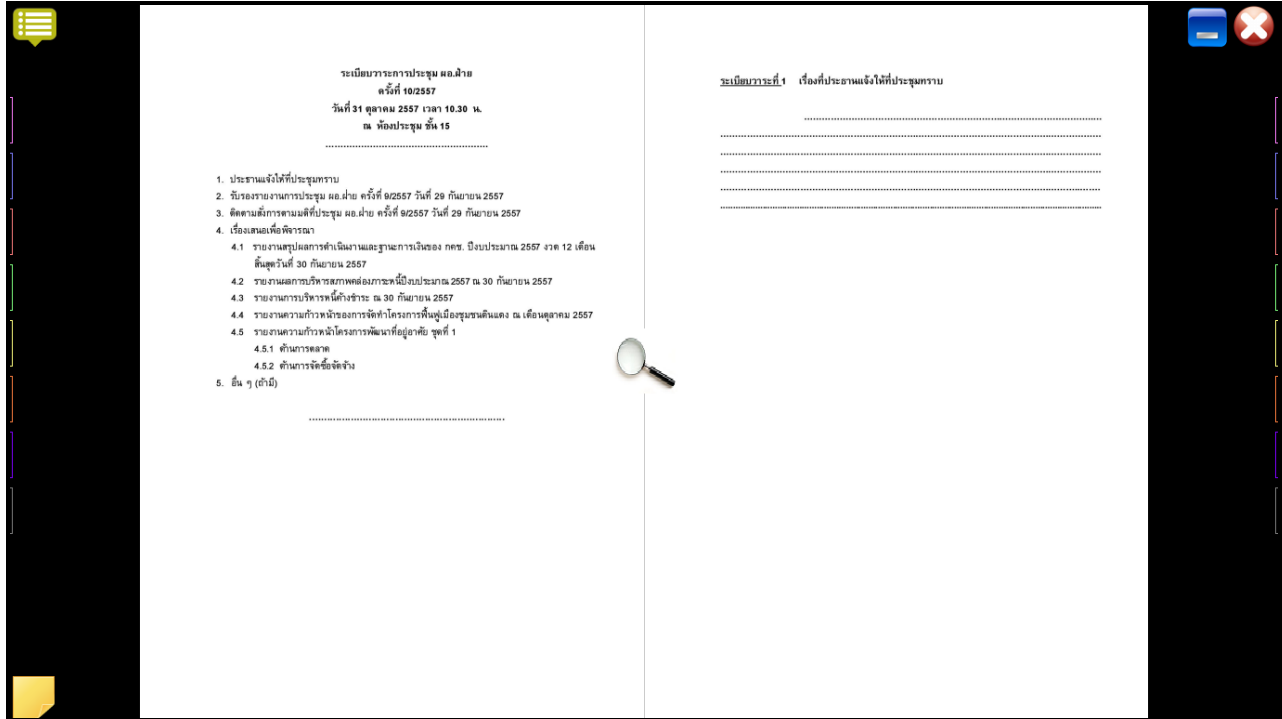 ระเบียบวาระการประชุม ผอ.ฝ่าย
ครั้งที่ 10/2557
วันที่ 31 ตุลาคม 2557 เวลา 10.30 น.
ณ ห้องประชุม ชั้น 15
......................................................
1. ประธานแจ้งให้ที่ประชุมทราบ
2. รับรองรายงานการประชุม ผอ.ฝ่าย ครั้งที่ 9/2557 วันที่ 29 กันยายน 2557
3. ติดตามสั่งการตามมติที่ประชุม ผอ.ฝ่าย ครั้งที่ 9/2557 วันที่ 29 กันยายน 2557
4. เรื่องเสนอเพื่อพิจารณา
4.1 รายงานสรุปผลการดำเนินงานและฐานะการเงินของ กคช. ปีงบประมาณ 2557 งวด 12 เดือน
สิ้นสุดวันที่ 30 กันยายน 2557
4.2 รายงานผลการบริหารสภาพคล่องภาระหนี้ปีงบประมาณ 2557 ณ 30 กันยายน 2557
4.3 รายงานการบริหารหนี้ค้างชำระ ณ 30 กันยายน 2557
4.4 รายงานความก้าวหน้าของการจัดทำโครงการฟื้นฟูเมืองชุมชนดินแดง ณ เดือนตุลาคม 2557
4.5 รายงานความก้าวหน้าโครงการพัฒนาที่อยู่อาศัย ชุดที่ 1
4.5.1 ด้านการตลาด
4.5.2 ด้านการจัดซื้อจัดจ้าง
5. อื่น ๆ (ถ้ามี)
.................................................................
ระเบียบวาระที่ 1 เรื่องที่ประธานแจ้งให้ที่ประชุมทราบ